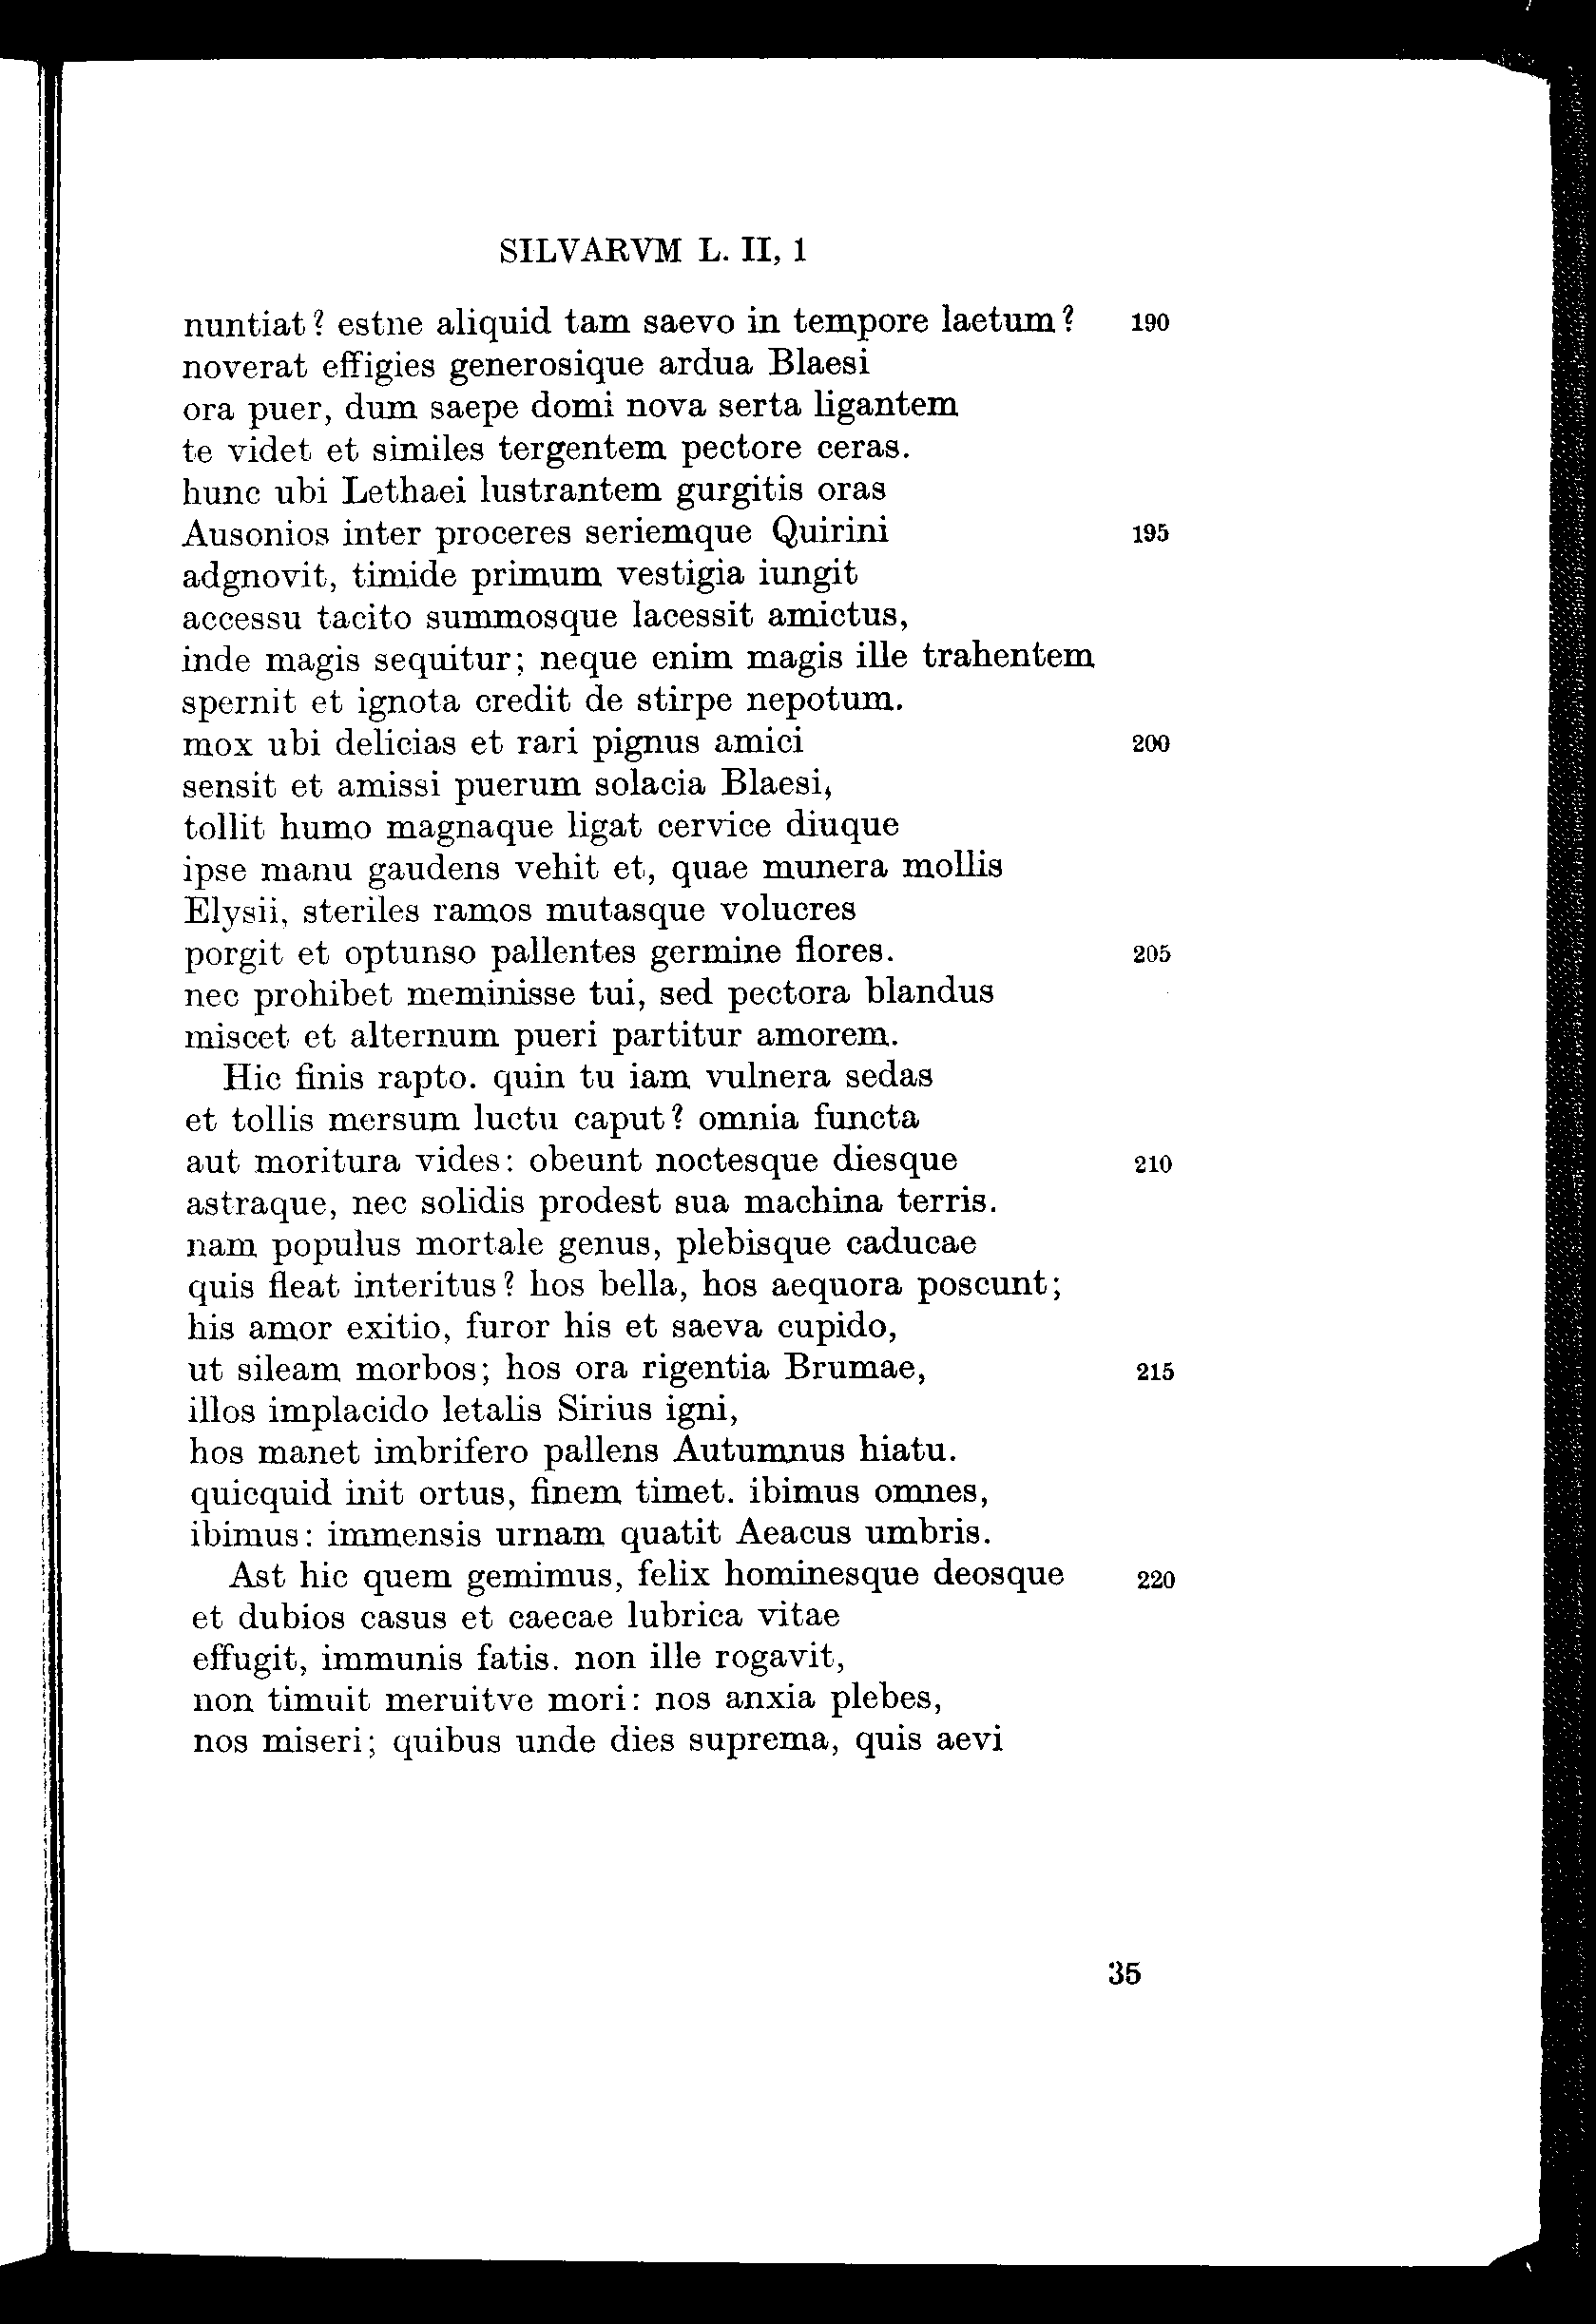 SILVARVM L. II, 1
nuntiat? estne aliquid tam saevo in tempore laetum? 190
noverat effigies generosique ardua Blaesi
ora puer, dum saepe domi nova serta ligantem
te videt et similes tergentem pectore ceras.
hunc ubi Lethaei lustrantem gurgitis oras
Ausonios inter proceres seriemque Quirini 195
adgnovit, timide primum vestigia iungit
accessu tacito summosque lacessit amictus,
inde magis sequitur; neque enim magis ille trahentem
spernit et ignota credit de stirpe nepotum.
mox ubi delicias et rari pignus amici 200
sensit et amissi puerum solacia Blaesi,
tollit humo magnaque ligat cervice diuque
ipse manu gaudens vehit et, quae munera mollis
Elysii, steriles ramos mutasque volucres
porgit et optunso pallentes germine flores. 205
nec prohibet meminisse tui, sed pectora blandus
miscet et alternum pueri partitur amorem.
Hic finis rapto. quin tu iam vulnera sedas
et tollis mersum luctu caput? omnia functa
aut moritura vides: obeunt noctesque diesque 210
astraque, nec solidis prodest sua machina terris.
nam populus mortale genus, plebisque caducae
quis fleat interitus? hos bella, hos aequora poscunt;
his amor exitio, furor his et saeva cupido,
ut sileam morbos; hos ora rigentia Brumae, 215
illos implacido letalis Sirius igni,
hos manet imbrifero pallens Autumnus hiatu.
quicquid init ortus, finem timet. ibimus omnes,
ibimus: immensis urnam quatit Aeacus umbris.
Ast hic quem gemimus, felix hominesque deosque 220
et dubios casus et caecae lubrica vitae
effugit, immunis fatis. non ille rogavit,
non timuit meruitve mori: nos anxia plebes,
nos miseri; quibus unde dies suprema, quis aevi
35